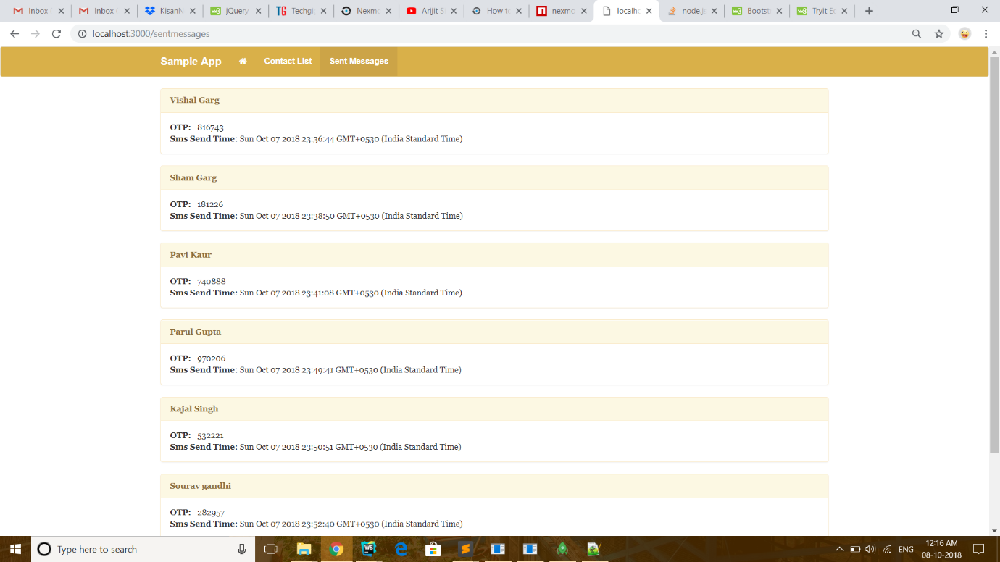 Inbox (
Inbox (
KisanN
jQuery
Techgi
Nexmo
Arijit S
How to
nexmo
localho
node.js
Bootst
Tryit Ed
localhost:3000/sentmessages
Sample App Contact List Sent Messages
Vishal Garg
OTP: 816743
Sms Send Time: Sun Oct 07 2018 23:36:44 GMT+0530 (India Standard Time)
Sham Garg
OTP: 181226
Sms Send Time: Sun Oct 07 2018 23:38:50 GMT+0530 (India Standard Time)
Pavi Kaur
OTP: 740888
Sms Send Time: Sun Oct 07 2018 23:41:08 GMT+0530 (India Standard Time)
Parul Gupta
OTP: 970206
Sms Send Time: Sun Oct 07 2018 23:49:41 GMT+0530 (India Standard Time)
Kajal Singh
OTP: 532221
Sms Send Time: Sun Oct 07 2018 23:50:51 GMT+0530 (India Standard Time)
Sourav gandhi
OTP: 282957
Sms Send Time: Sun Oct 07 2018 23:52:40 GMT+0530 (India Standard Time)
Type here to search
ENG
12:16 AM
08-10-2018